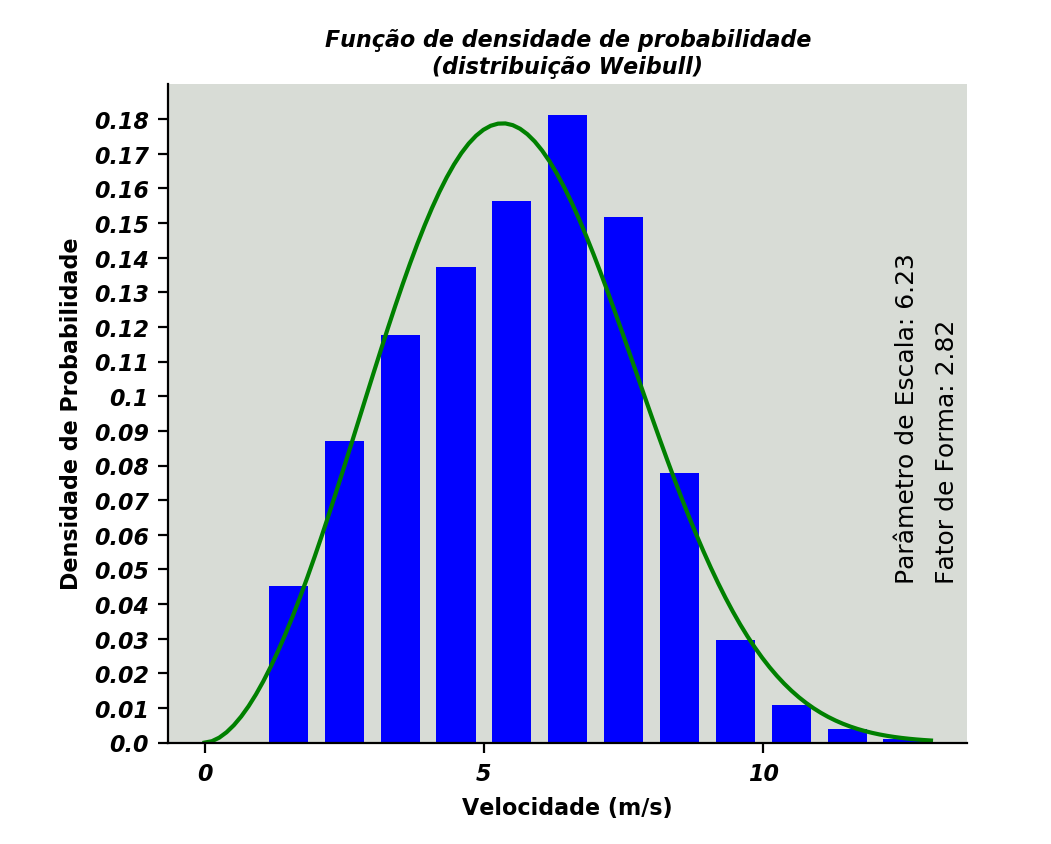 Função de densidade de probabilidade
(distribuição Weibull)
Densidade de Probabilidade
0.18
0.17
0.16
0.15
0.14
0.13
0.12
0.11
0.1
0.09
0.08
0.07
0.06
0.05
0.04
0.03
0.02
0.01
0.0
Parâmetro de Escala: 6.23
Fator de Forma: 2.82
0 5 10
Velocidade (m/s)